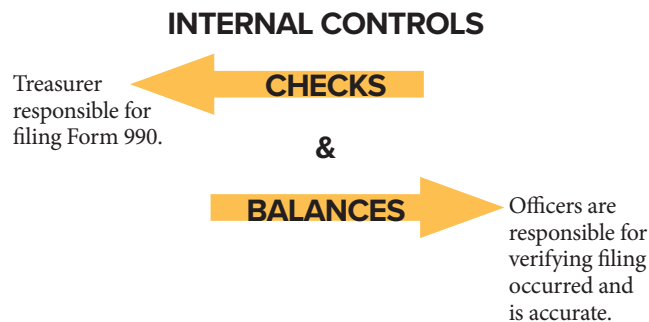 INTERNAL CONTROLS
CHECKS
Treasurer
responsible for
filing Form 990.
&
BALANCES
Officers are
responsible for
verifying filing
occurred and
is accurate.